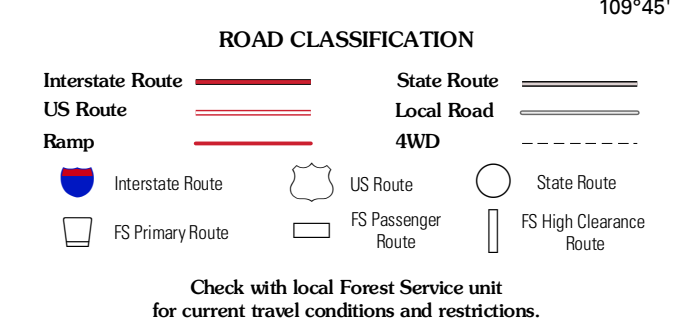 109°45'
ROAD CLASSIFICATION
Interstate Route
State Route
US Route
Local Road
Ramp
4WD
Interstate Route
US Route
State Route
FS Primary Route
FS Passenger
Route
FS High Clearance
Route
Check with local Forest Service unit
for current travel conditions and restrictions.